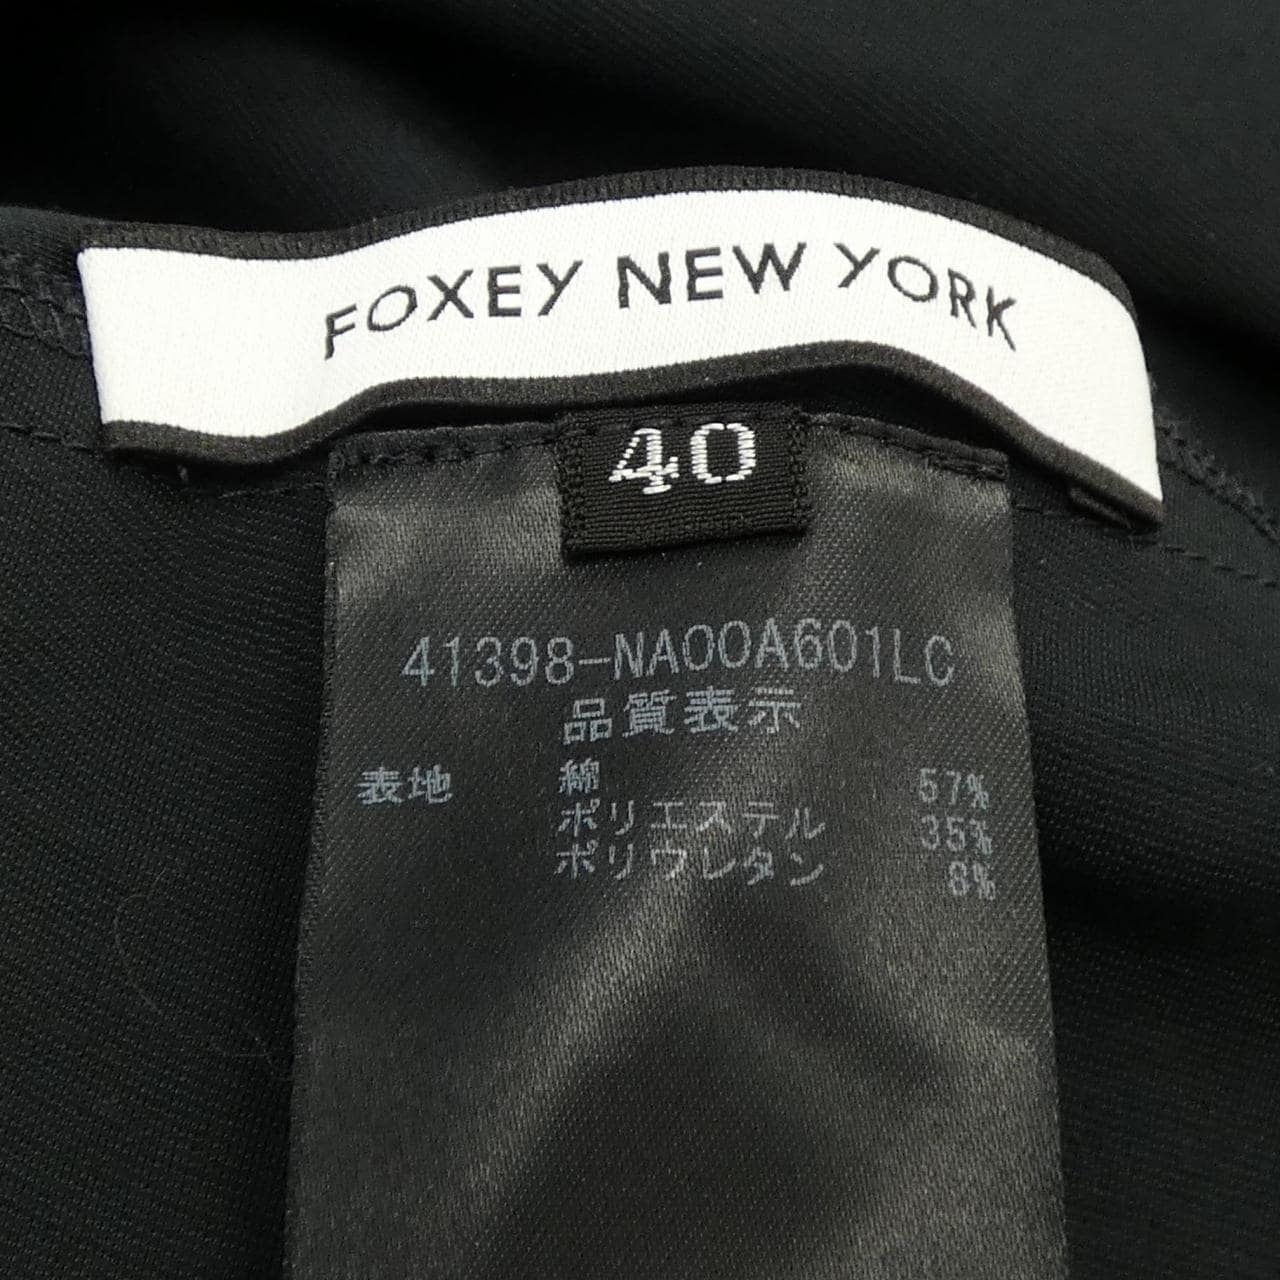 FOXEY NEW YORK
40
41398-NA00A601LC
品質表示
表地 綿 57%
ポリエステル 35%
ポリウレタン 8%